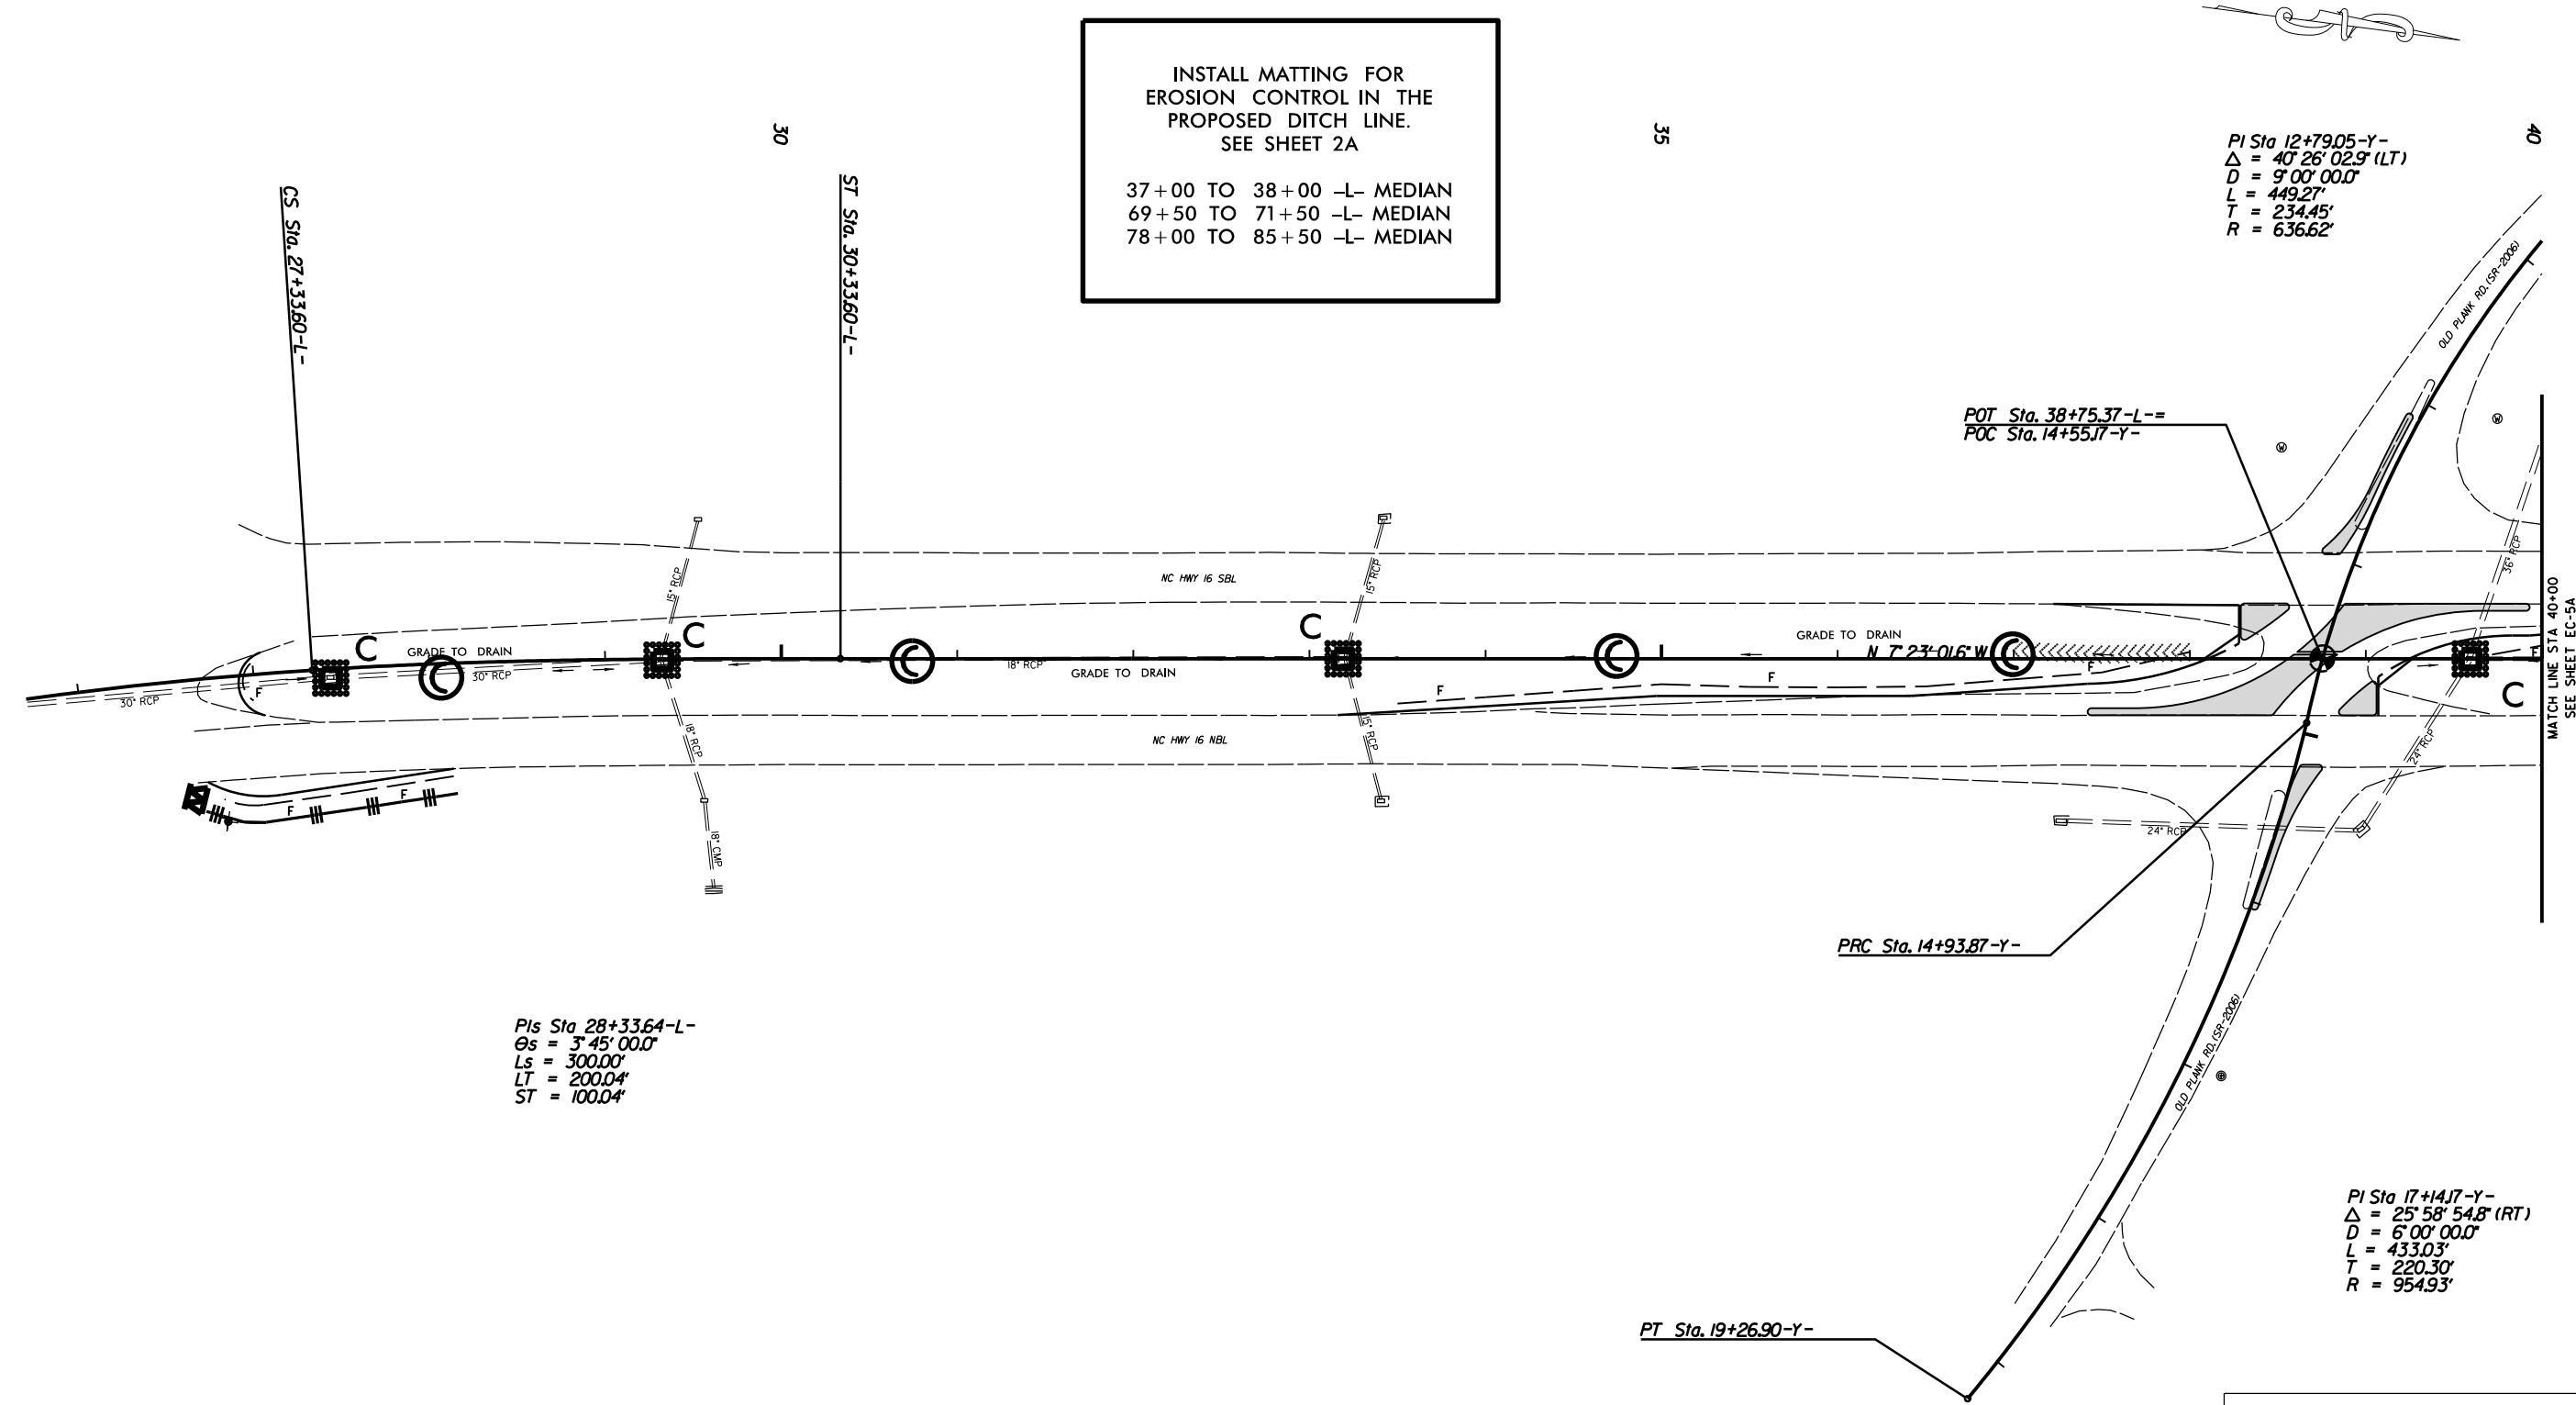 INSTALL MATTING FOR
EROSION CONTROL IN THE
PROPOSED DITCH LINE.
SEE SHEET 2A
37+00 TO 38+00 -L- MEDIAN
69+50 TO 71+50 -L- MEDIAN
78+00 TO 85+50 -L- MEDIAN
30
35
40
PI Sta 12+79.05 -Y-
Δ = 40° 26' 02.9" (LT)
D = 9° 00' 00.0"
L = 449.27'
T = 234.45'
R = 636.62'
CS Sta. 27+33.60 -L-
ST Sta. 30+33.60 -L-
OLD PLANK RD. (SR-2006)
POT Sta. 38+75.37 -L- =
POC Sta. 14+55.17 -Y-
W
W
15" RCP
NC HWY 16 SBL
15" RCP
36" RCP
MATCH LINE STA 40+00
SEE SHEET EC-5A
C
GRADE TO DRAIN
C
C
GRADE TO DRAIN
N 7° 23' 01.6" W
C
C
C
C
30" RCP
30" RCP
18" RCP
GRADE TO DRAIN
F
F
F
F
F
C
18" RCP
NC HWY 16 NBL
15" RCP
24" RCP
F
F
18" CMP
24" RCP
PRC Sta. 14+93.87 -Y-
OLD PLANK RD. (SR-2006)
PIs Sta 28+33.64 -L-
Θs = 3° 45' 00.0"
Ls = 300.00'
LT = 200.04'
ST = 100.04'
PI Sta 17+14.17 -Y-
Δ = 25° 58' 54.8" (RT)
D = 6° 00' 00.0"
L = 433.03'
T = 220.30'
R = 954.93'
PT Sta. 19+26.90 -Y-